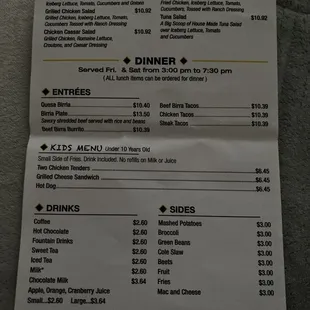 Iceberg Lettuce, Tomato, Cucumbers and Onions
Grilled Chicken Salad $10.92
Grilled Chicken, Iceberg Lettuce, Tomato,
Cucumbers Tossed with Ranch Dressing
Chicken Caesar Salad $10.92
Grilled Chicken, Romaine Lettuce,
Croutons, and Caesar Dressing
Fried Chicken, Iceberg Lettuce, Tomato,
Cucumbers Tossed with Ranch Dressing
Tuna Salad $10.92
A Big Scoop of House Made Tuna Salad
over Iceberg Lettuce, Tomato
and Cucumbers
DINNER
Served Fri. & Sat from 3:00 pm to 7:30 pm
(ALL lunch items can be ordered for dinner)
ENTRÉES
Quesa Birria $19.40
Birria Plate $13.50
Savory shredded beef served with rice and beans
Beef Birria Burrito $10.39
Beef Birria Tacos $10.39
Chicken Tacos $10.39
Steak Tacos $10.39
KIDS MENU Under 10 Years Old
Small Side of Fries. Drink Included. No refills on Milk or Juice
Two Chicken Tenders $6.45
Grilled Cheese Sandwich $6.45
Hot Dog $6.45
DRINKS
Coffee $2.60
Hot Chocolate $2.60
Fountain Drinks $2.60
Sweet Tea $2.60
Iced Tea $2.60
Milk* $2.60
Chocolate Milk $3.64
Apple, Orange, Cranberry Juice
Small...$2.60 Large...$3.64
SIDES
Mashed Potatoes $3.00
Broccoli $3.00
Green Beans $3.00
Cole Slaw $3.00
Beets $3.00
Fruit $3.00
Fries $3.00
Mac and Cheese $3.00